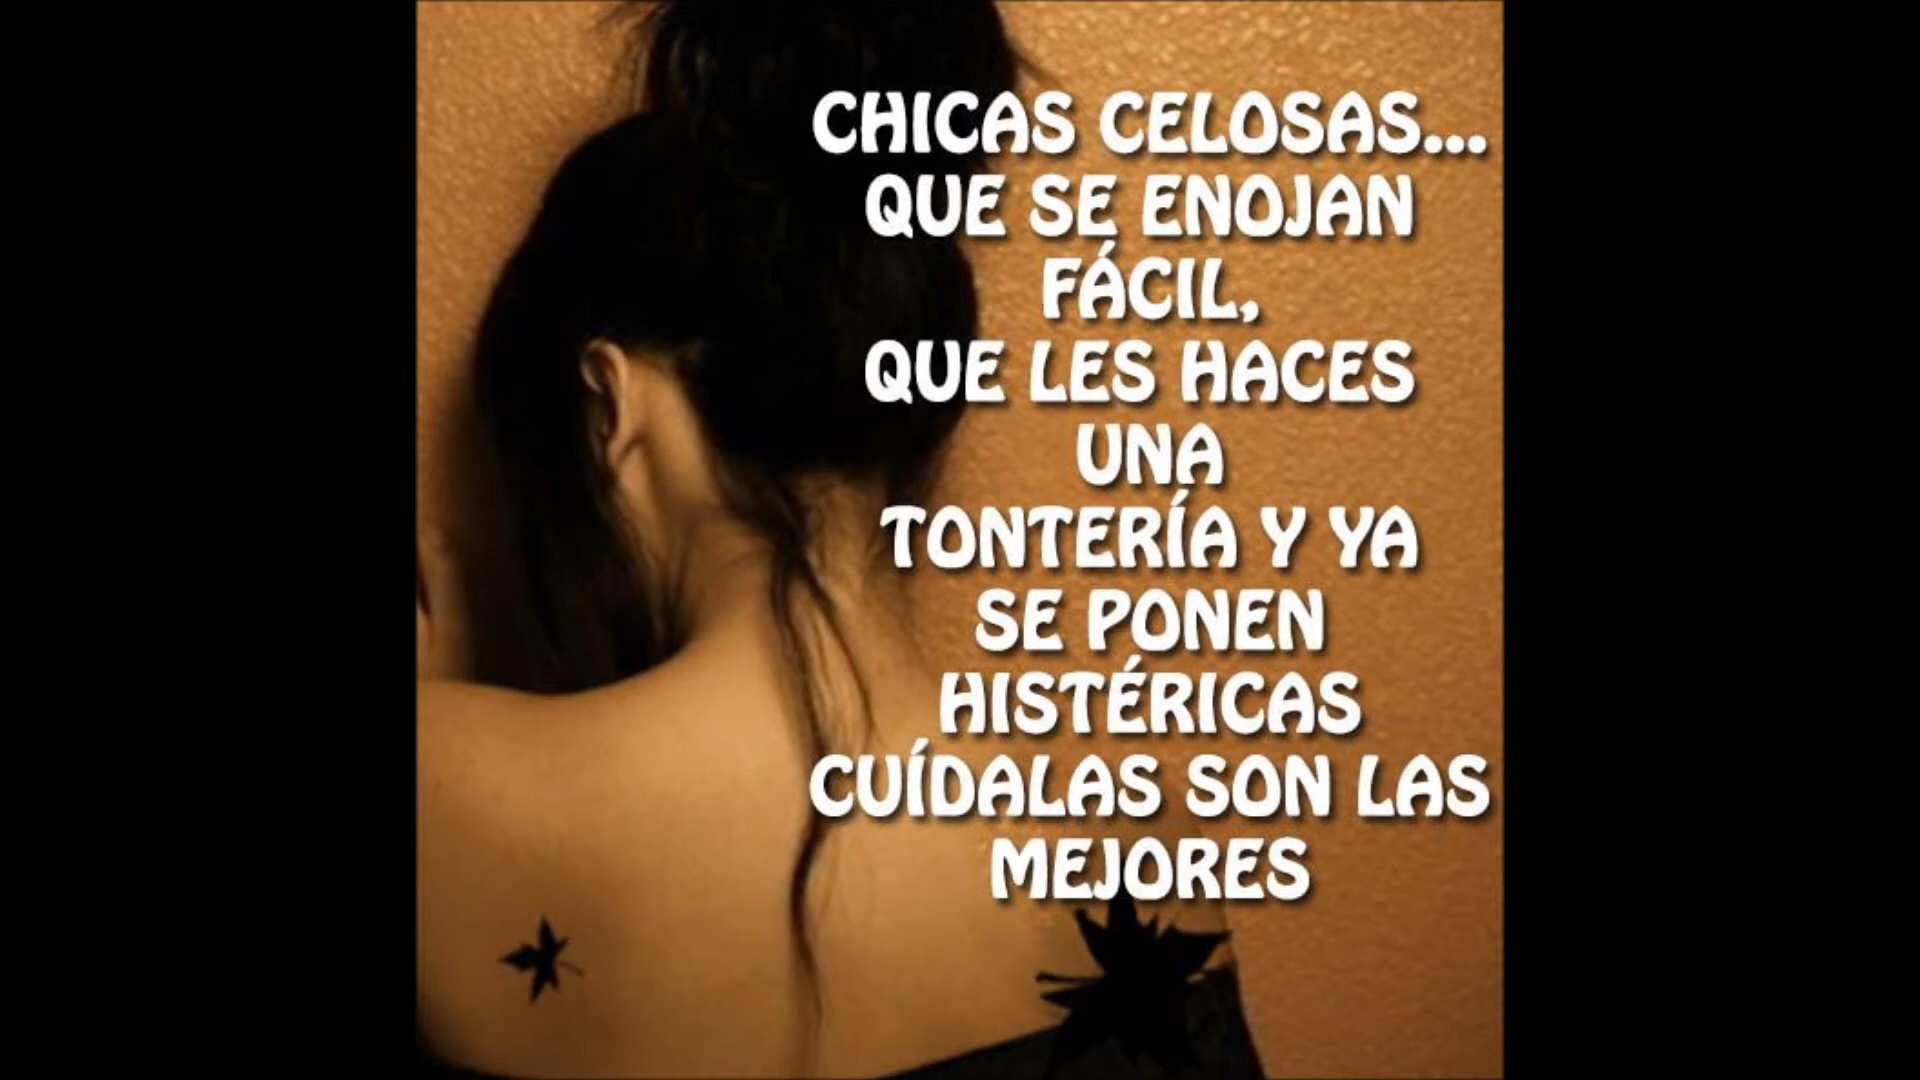 CHICAS CELOSAS...
QUE SE ENOJAN
FÁCIL,
QUE LES HACES
UNA
TONTERÍA Y YA
SE PONEN
HISTÉRICAS
CUÍDALAS SON LAS
MEJORES